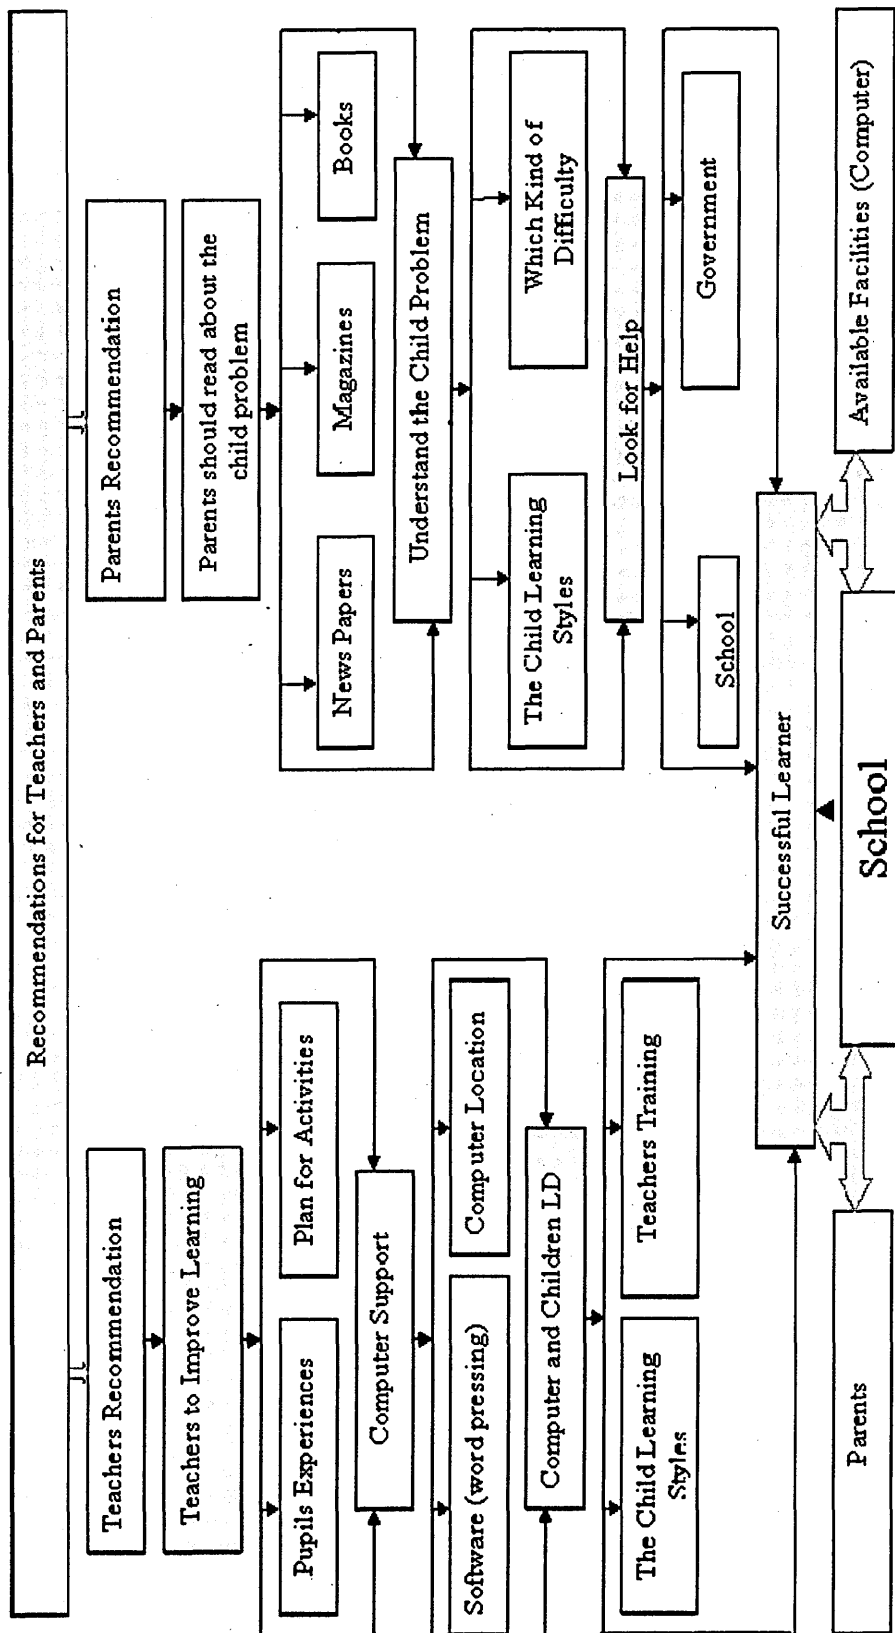 Recommendations for Teachers and Parents
Teachers Recommendation
Parents Recommendation
Teachers to Improve Learning
Parents should read about the
child problem
Pupils Experiences
Plan for Activities
News Papers
Magazines
Books
Computer Support
Understand the Child Problem
Software (word pressing)
Computer Location
The Child Learning
Styles
Which Kind of
Difficulty
Computer and Children LD
Look for Help
The Child Learning
Styles
Teachers Training
School
Government
Successful Learner
Parents
School
Available Facilities (Computer)